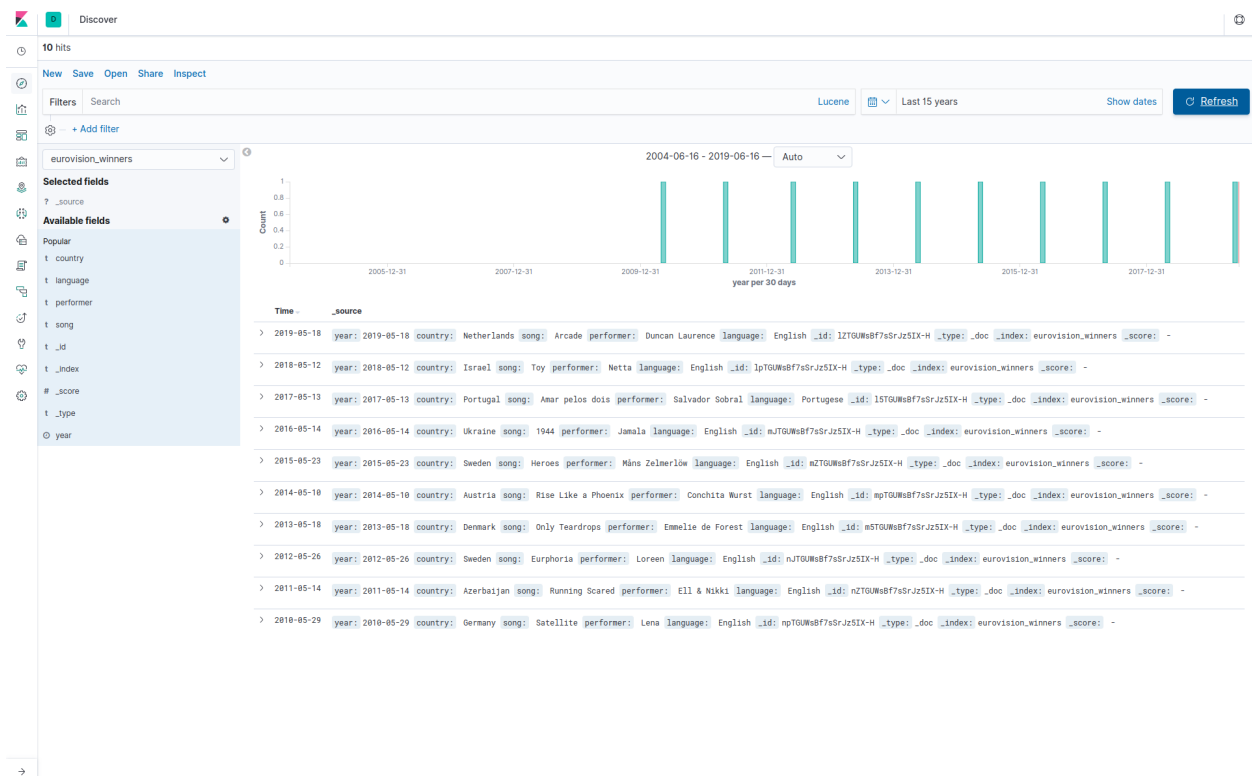 D Discover
10 hits
New Save Open Share Inspect
Filters Search Lucene Last 15 years Show dates Refresh
+ Add filter
eurovision_winners
Selected fields
? _source
Available fields
Popular
t country
t language
t performer
t song
t _id
t _index
# _score
t _type
year
2004-06-16 - 2019-06-16 — Auto
Count
1
0.8
0.6
0.4
0.2
0
2005-12-31 2007-12-31 2009-12-31 2011-12-31 2013-12-31 2015-12-31 2017-12-31
year per 30 days
Time _source
2019-05-18 year: 2019-05-18 country: Netherlands song: Arcade performer: Duncan Laurence language: English _id: lZTGUWsBf7sSrJz5IX-H _type: _doc _index: eurovision_winners _score: -
2018-05-12 year: 2018-05-12 country: Israel song: Toy performer: Netta language: English _id: lpTGUWsBf7sSrJz5IX-H _type: _doc _index: eurovision_winners _score: -
2017-05-13 year: 2017-05-13 country: Portugal song: Amar pelos dois performer: Salvador Sobral language: Portugese _id: l5TGUWsBf7sSrJz5IX-H _type: _doc _index: eurovision_winners _score: -
2016-05-14 year: 2016-05-14 country: Ukraine song: 1944 performer: Jamala language: English _id: mJTGUWsBf7sSrJz5IX-H _type: _doc _index: eurovision_winners _score: -
2015-05-23 year: 2015-05-23 country: Sweden song: Heroes performer: Måns Zelmerlöw language: English _id: mZTGUWsBf7sSrJz5IX-H _type: _doc _index: eurovision_winners _score: -
2014-05-10 year: 2014-05-10 country: Austria song: Rise Like a Phoenix performer: Conchita Wurst language: English _id: mpTGUWsBf7sSrJz5IX-H _type: _doc _index: eurovision_winners _score: -
2013-05-18 year: 2013-05-18 country: Denmark song: Only Teardrops performer: Emmelie de Forest language: English _id: m5TGUWsBf7sSrJz5IX-H _type: _doc _index: eurovision_winners _score: -
2012-05-26 year: 2012-05-26 country: Sweden song: Eurphoria performer: Loreen language: English _id: nJTGUWsBf7sSrJz5IX-H _type: _doc _index: eurovision_winners _score: -
2011-05-14 year: 2011-05-14 country: Azerbaijan song: Running Scared performer: Ell & Nikki language: English _id: nZTGUWsBf7sSrJz5IX-H _type: _doc _index: eurovision_winners _score: -
2010-05-29 year: 2010-05-29 country: Germany song: Satellite performer: Lena language: English _id: npTGUWsBf7sSrJz5IX-H _type: _doc _index: eurovision_winners _score: -